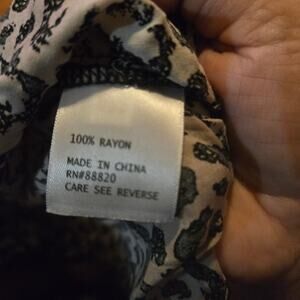 100% RAYON
MADE IN CHINA
RN#88820
CARE SEE REVERSE